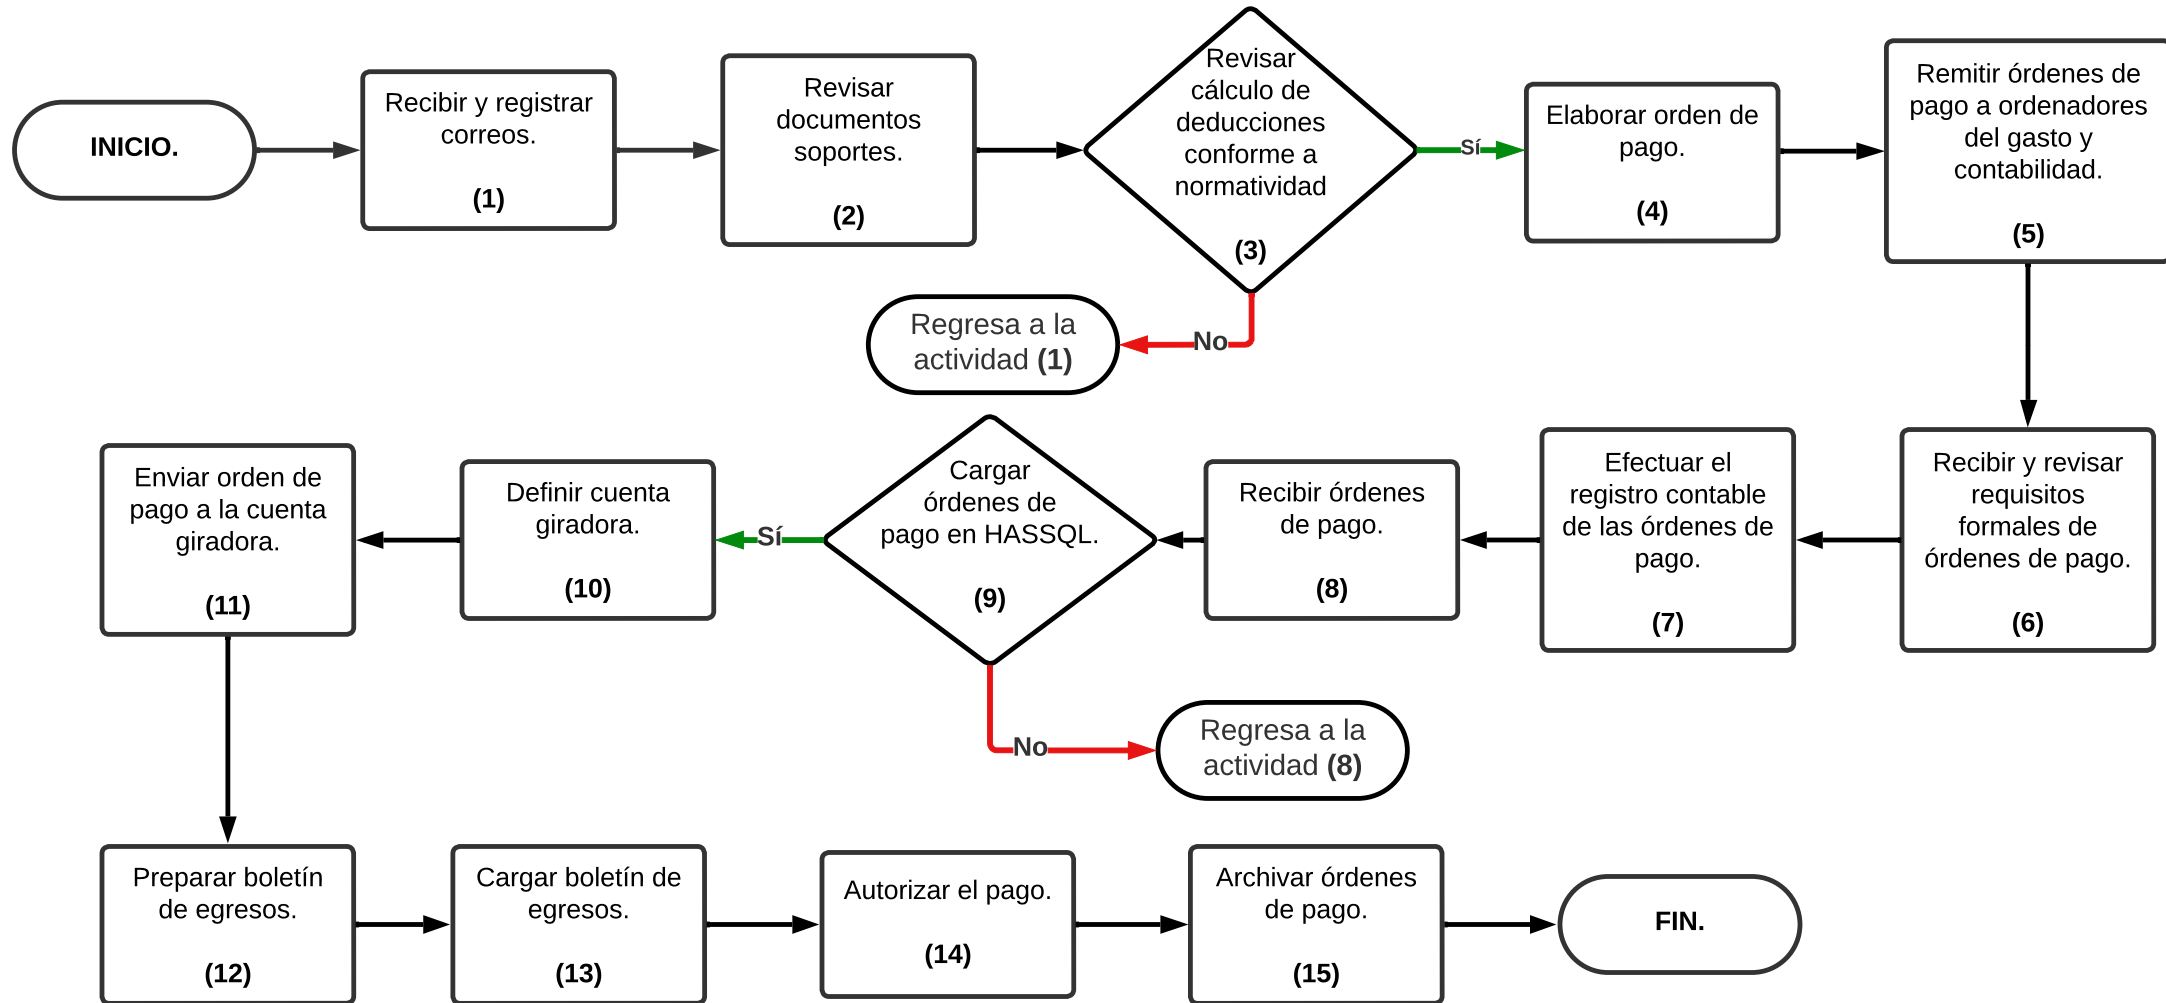 INICIO.
Recibir y registrar
correos.
(1)
Revisar
documentos
soportes.
(2)
Revisar
cálculo de
deducciones
conforme a
normatividad
(3)
Sí
Elaborar orden de
pago.
(4)
Remitir órdenes de
pago a ordenadores
del gasto y
contabilidad.
(5)
No
Regresa a la
actividad (1)
Recibir y revisar
requisitos
formales de
órdenes de pago.
(6)
Efectuar el
registro contable
de las órdenes de
pago.
(7)
Recibir órdenes
de pago.
(8)
Cargar
órdenes de
pago en HASSQL.
(9)
Sí
No
Regresa a la
actividad (8)
Definir cuenta
giradora.
(10)
Enviar orden de
pago a la cuenta
giradora.
(11)
Preparar boletín
de egresos.
(12)
Cargar boletín de
egresos.
(13)
Autorizar el pago.
(14)
Archivar órdenes
de pago.
(15)
FIN.